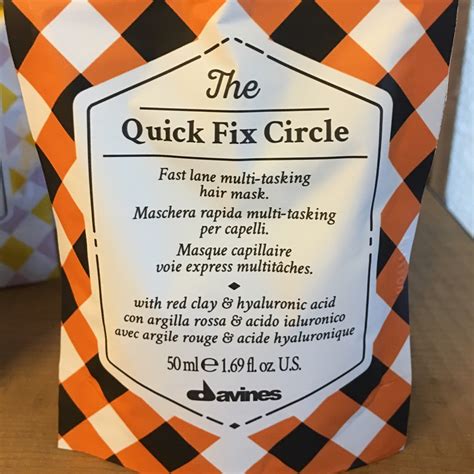 The
Quick Fix Circle
Fast lane multi-tasking
hair mask.
Maschera rapida multi-tasking
per capelli.
Masque capillaire
voie express multitâches.
with red clay & hyaluronic acid
con argilla rossa & acido ialuronico
avec argile rouge & acide hyaluronique
50 ml e 1.69 fl. oz. U.S.
davines